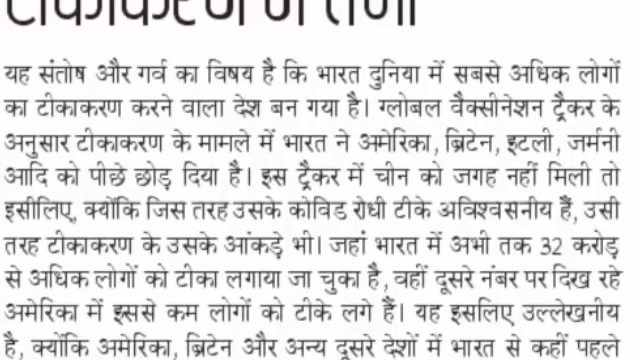 टीकाकरण में तेजी
यह संतोष और गर्व का विषय है कि भारत दुनिया में सबसे अधिक लोगों
का टीकाकरण करने वाला देश बन गया है। ग्लोबल वैक्सीनेशन ट्रैकर के
अनुसार टीकाकरण के मामले में भारत ने अमेरिका, ब्रिटेन, इटली, जर्मनी
आदि को पीछे छोड़ दिया है। इस ट्रैकर में चीन को जगह नहीं मिली तो
इसीलिए, क्योंकि जिस तरह उसके कोविड रोधी टीके अविश्वसनीय हैं, उसी
तरह टीकाकरण के उसके आंकड़े भी। जहां भारत में अभी तक 32 करोड़
से अधिक लोगों को टीका लगाया जा चुका है, वहीं दूसरे नंबर पर दिख रहे
अमेरिका में इससे कम लोगों को टीके लगे हैं। यह इसलिए उल्लेखनीय
है, क्योंकि अमेरिका, ब्रिटेन और अन्य दूसरे देशों में भारत से कहीं पहले